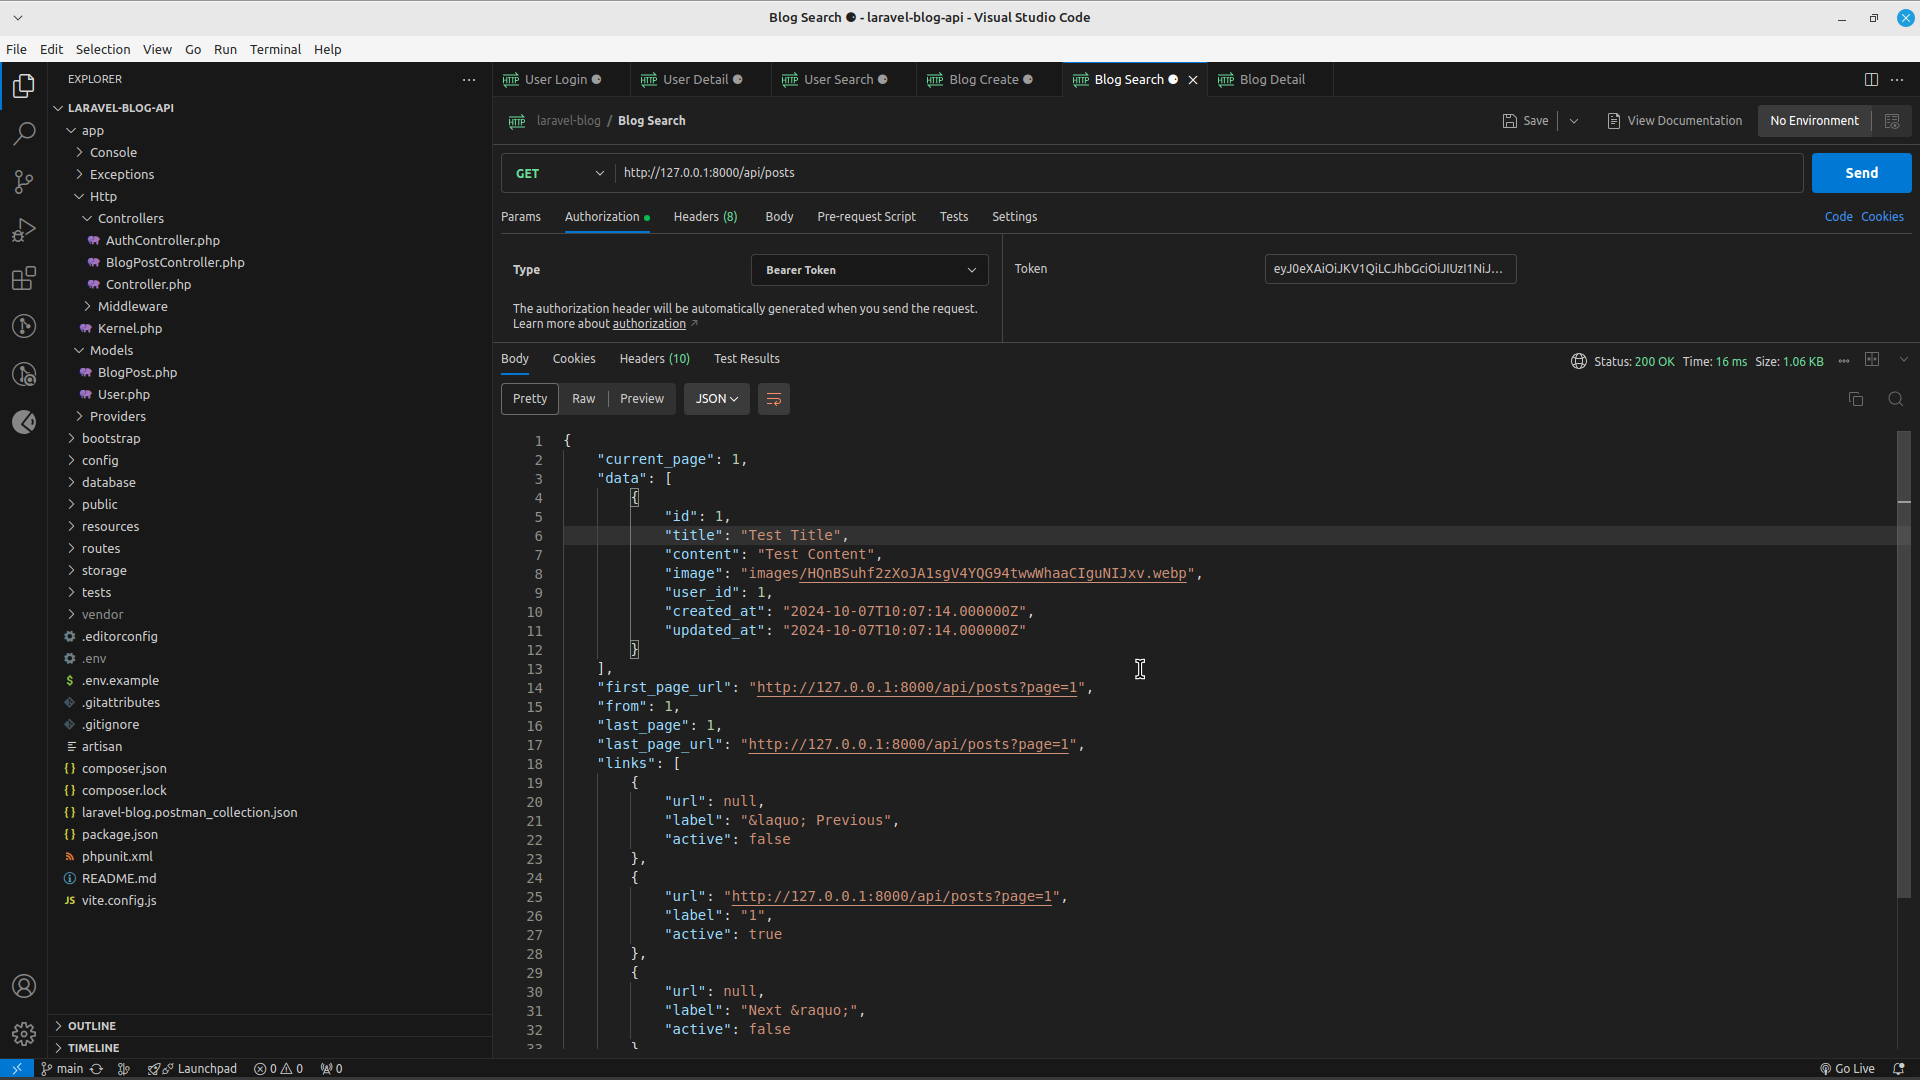 Blog Search ● - laravel-blog-api - Visual Studio Code
File Edit Selection View Go Run Terminal Help
EXPLORER
LARAVEL-BLOG-API
app
Console
Exceptions
Http
Controllers
AuthController.php
BlogPostController.php
Controller.php
Middleware
Kernel.php
Models
BlogPost.php
User.php
Providers
bootstrap
config
database
public
resources
routes
storage
tests
vendor
.editorconfig
.env
.env.example
.gitattributes
.gitignore
artisan
composer.json
composer.lock
laravel-blog.postman_collection.json
package.json
phpunit.xml
README.md
vite.config.js
OUTLINE
TIMELINE
User Login User Detail User Search Blog Create Blog Search Blog Detail
laravel-blog / Blog Search Save View Documentation No Environment
GET http://127.0.0.1:8000/api/posts Send
Params Authorization Headers (8) Body Pre-request Script Tests Settings Code Cookies
Type Bearer Token Token eyJ0eXAiOiJKV1QiLCJhbGciOiJIUzI1NiJ...
The authorization header will be automatically generated when you send the request.
Learn more about authorization ↗
Body Cookies Headers (10) Test Results Status: 200 OK Time: 16 ms Size: 1.06 KB
Pretty Raw Preview JSON
1 {
2 "current_page": 1,
3 "data": [
4 {
5 "id": 1,
6 "title": "Test Title",
7 "content": "Test Content",
8 "image": "images/HQnBSuhf2zXoJA1sgV4YQG94twwWhaaCIguNIJxv.webp",
9 "user_id": 1,
10 "created_at": "2024-10-07T10:07:14.000000Z",
11 "updated_at": "2024-10-07T10:07:14.000000Z"
12 }
13 ],
14 "first_page_url": "http://127.0.0.1:8000/api/posts?page=1",
15 "from": 1,
16 "last_page": 1,
17 "last_page_url": "http://127.0.0.1:8000/api/posts?page=1",
18 "links": [
19 {
20 "url": null,
21 "label": "&laquo; Previous",
22 "active": false
23 },
24 {
25 "url": "http://127.0.0.1:8000/api/posts?page=1",
26 "label": "1",
27 "active": true
28 },
29 {
30 "url": null,
31 "label": "Next &raquo;",
32 "active": false
33 }
main Launchpad 0 0 0 Go Live